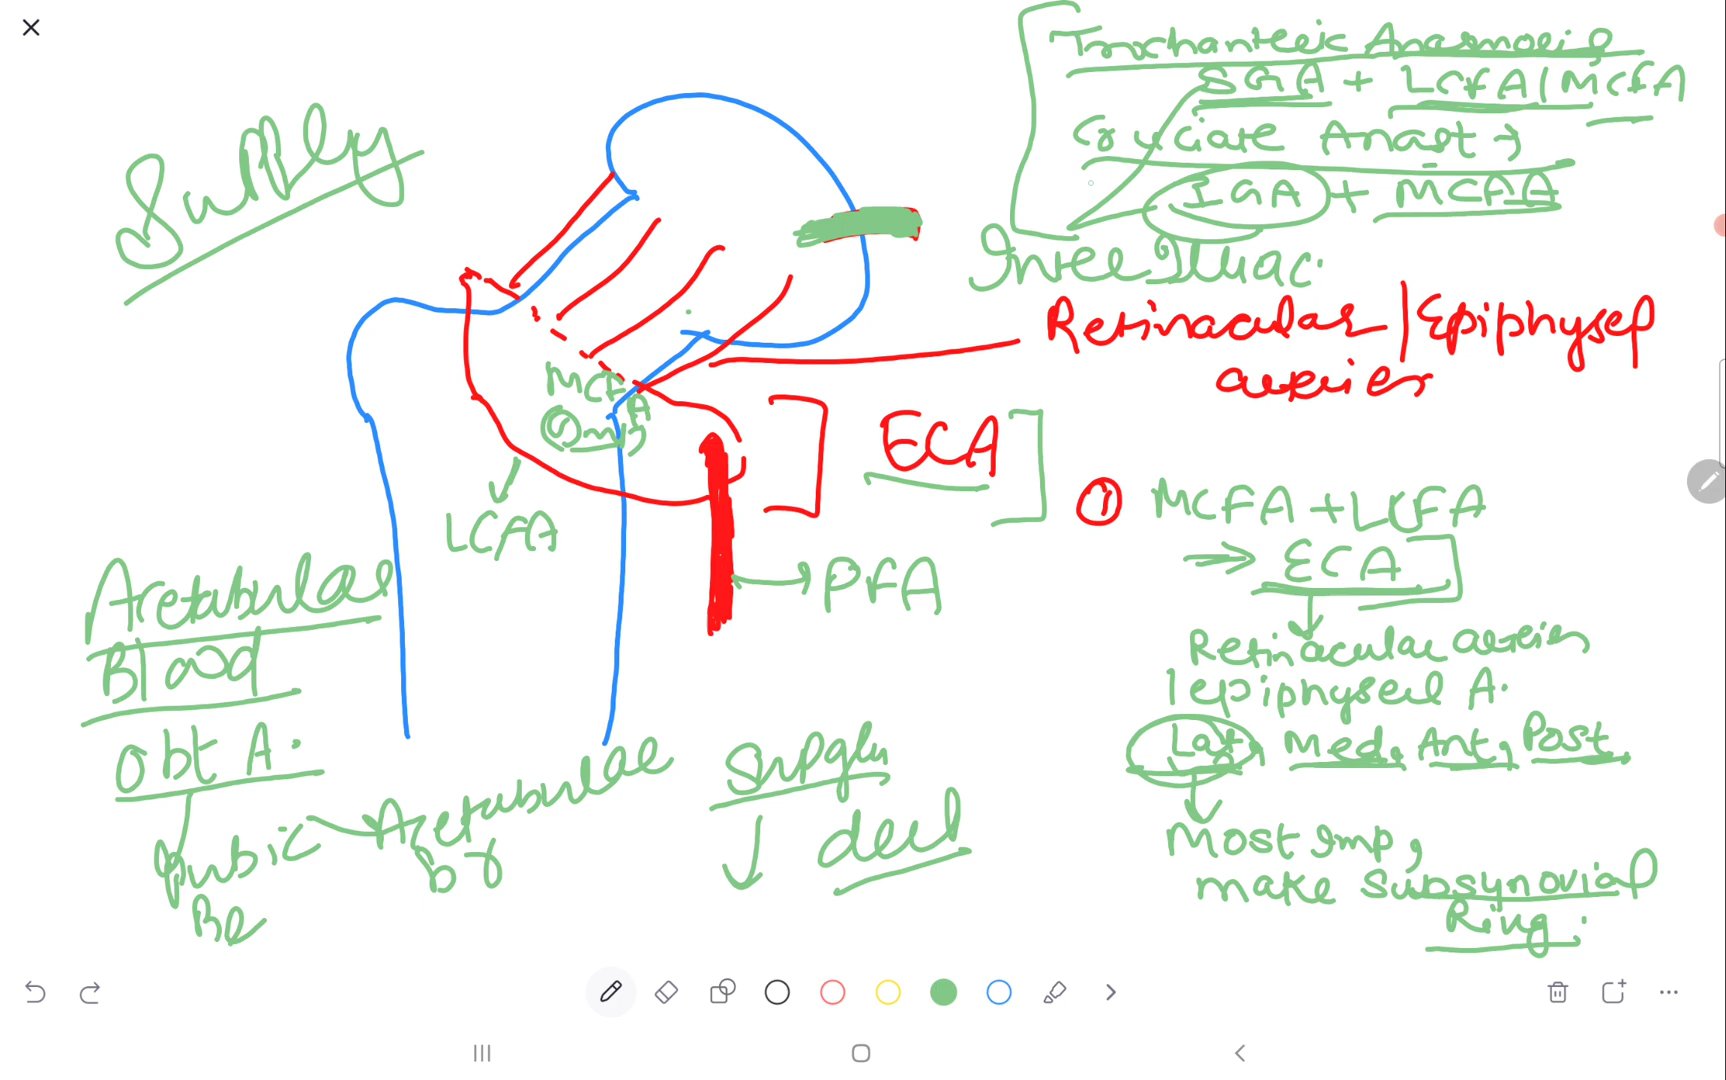 Supply
Trochanteric Anasmosis
SGA + LCFA / MCFA
Cruciate Anast →
IGA + MCFA
Inter Iliac.
Retinacular / Epiphyseal
arteries
MCFA
LCFA
ECA
PFA
① MCFA + LCFA
⇒ ECA
Retinacular arteries
/ epiphyseal A.
Lat, Med, Ant, Post,
Most Imp,
make Subsynovial
Ring.
Acetabular
Blood
Obt A.
Pubic Acetabular
Br
Br
Supply